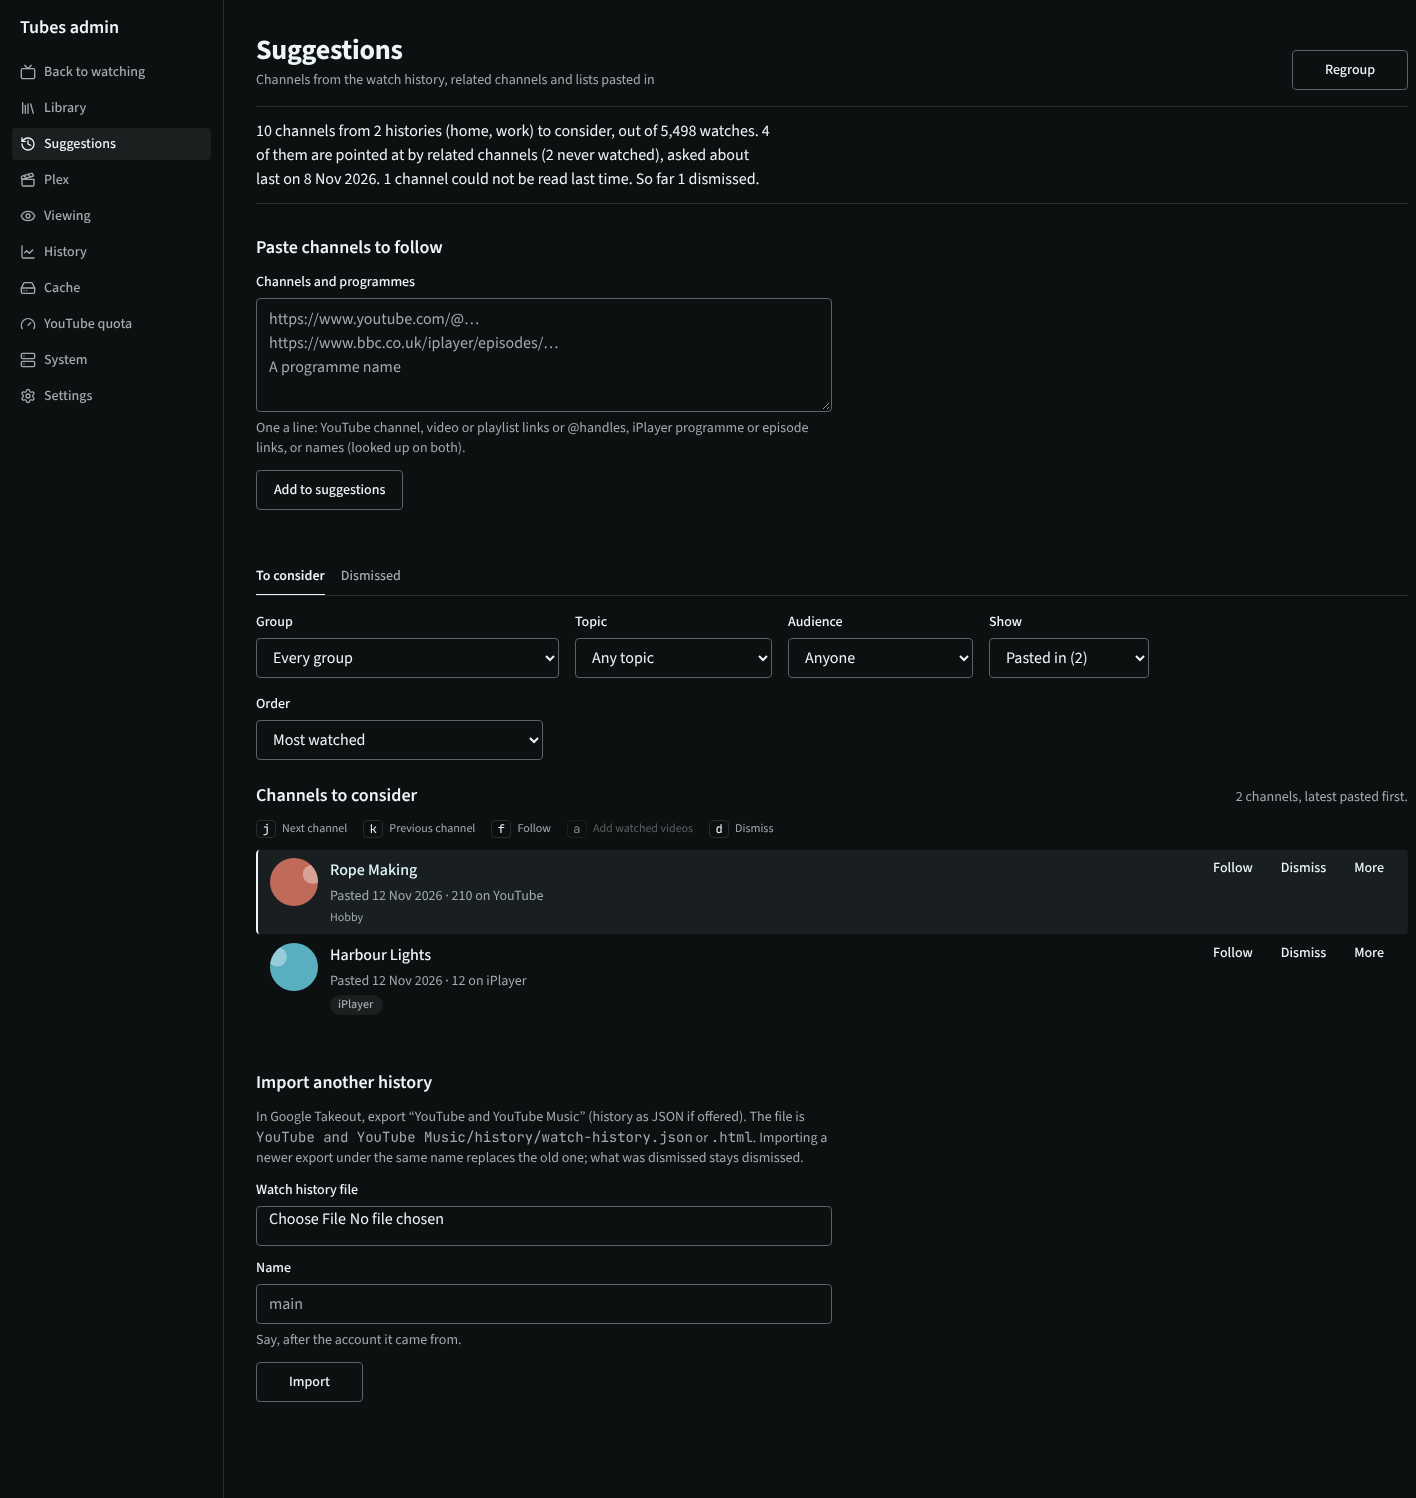 Tubes admin
Back to watching
Library
Suggestions
Plex
Viewing
History
Cache
YouTube quota
System
Settings
Suggestions
Channels from the watch history, related channels and lists pasted in
Regroup
10 channels from 2 histories (home, work) to consider, out of 5,498 watches. 4
of them are pointed at by related channels (2 never watched), asked about
last on 8 Nov 2026. 1 channel could not be read last time. So far 1 dismissed.
Paste channels to follow
Channels and programmes
https://www.youtube.com/@…
https://www.bbc.co.uk/iplayer/episodes/…
A programme name
One a line: YouTube channel, video or playlist links or @handles, iPlayer programme or episode
links, or names (looked up on both).
Add to suggestions
To consider Dismissed
Group Topic Audience Show
Every group Any topic Anyone Pasted in (2)
Order
Most watched
Channels to consider
2 channels, latest pasted first.
j Next channel k Previous channel f Follow a Add watched videos d Dismiss
Rope Making
Follow Dismiss More
Pasted 12 Nov 2026 · 210 on YouTube
Hobby
Harbour Lights
Follow Dismiss More
Pasted 12 Nov 2026 · 12 on iPlayer
iPlayer
Import another history
In Google Takeout, export “YouTube and YouTube Music” (history as JSON if offered). The file is
YouTube and YouTube Music/history/watch-history.json or .html. Importing a
newer export under the same name replaces the old one; what was dismissed stays dismissed.
Watch history file
Choose File No file chosen
Name
main
Say, after the account it came from.
Import